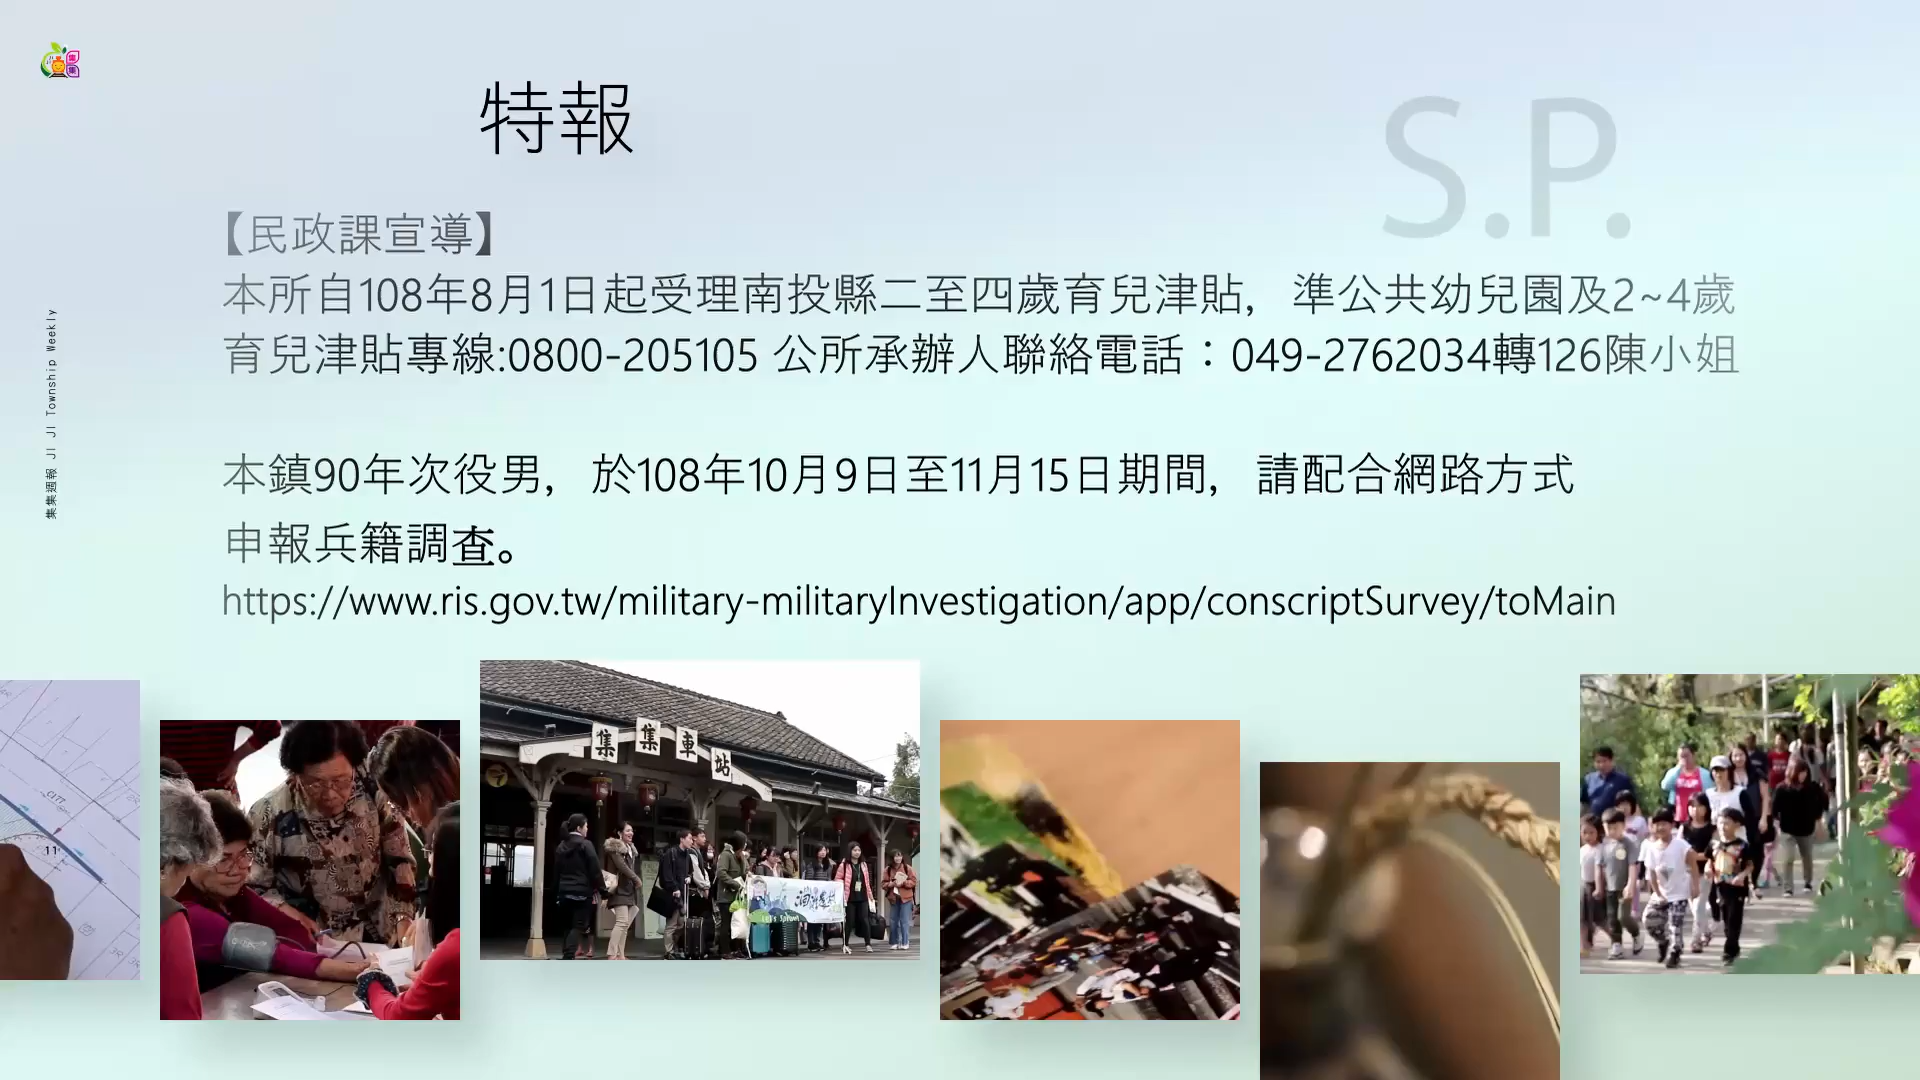 特報
S.P.
【民政課宣導】
本所自108年8月1日起受理南投縣二至四歲育兒津貼，準公共幼兒園及2~4歲
育兒津貼專線:0800-205105 公所承辦人聯絡電話：049-2762034轉126陳小姐
本鎮90年次役男，於108年10月9日至11月15日期間，請配合網路方式
申報兵籍調查。
https://www.ris.gov.tw/military-militaryInvestigation/app/conscriptSurvey/toMain
集集週報 JI JI Township Weekly
集集車站
Let's Splash
C177
11